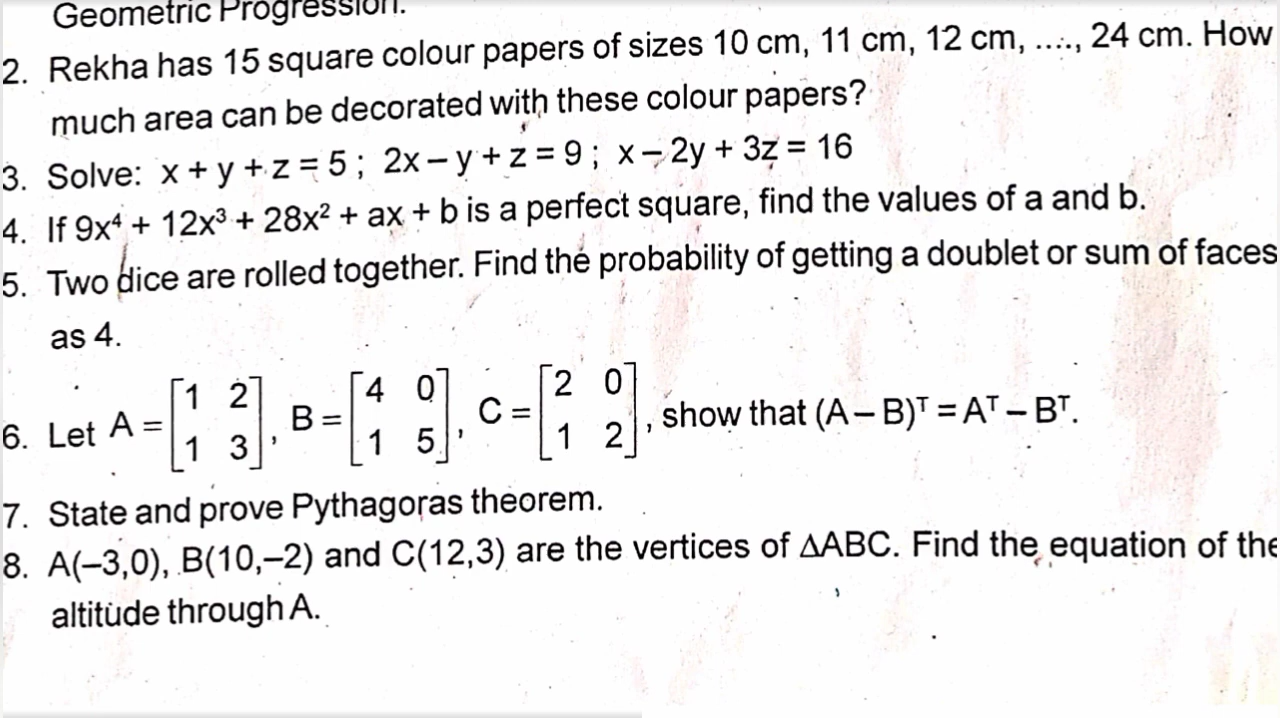 Geometric Progression.
2. Rekha has 15 square colour papers of sizes 10 cm, 11 cm, 12 cm, ...., 24 cm. How
much area can be decorated with these colour papers?
3. Solve: x + y + z = 5 ; 2x – y + z = 9 ; x – 2y + 3z = 16
4. If 9x⁴ + 12x³ + 28x² + ax + b is a perfect square, find the values of a and b.
5. Two dice are rolled together. Find the probability of getting a doublet or sum of faces
as 4.
6. Let A = [1 2; 1 3], B = [4 0; 1 5], C = [2 0; 1 2], show that (A – B)ᵀ = Aᵀ – Bᵀ.
7. State and prove Pythagoras theorem.
8. A(–3,0), B(10,–2) and C(12,3) are the vertices of ΔABC. Find the equation of the
altitude through A.